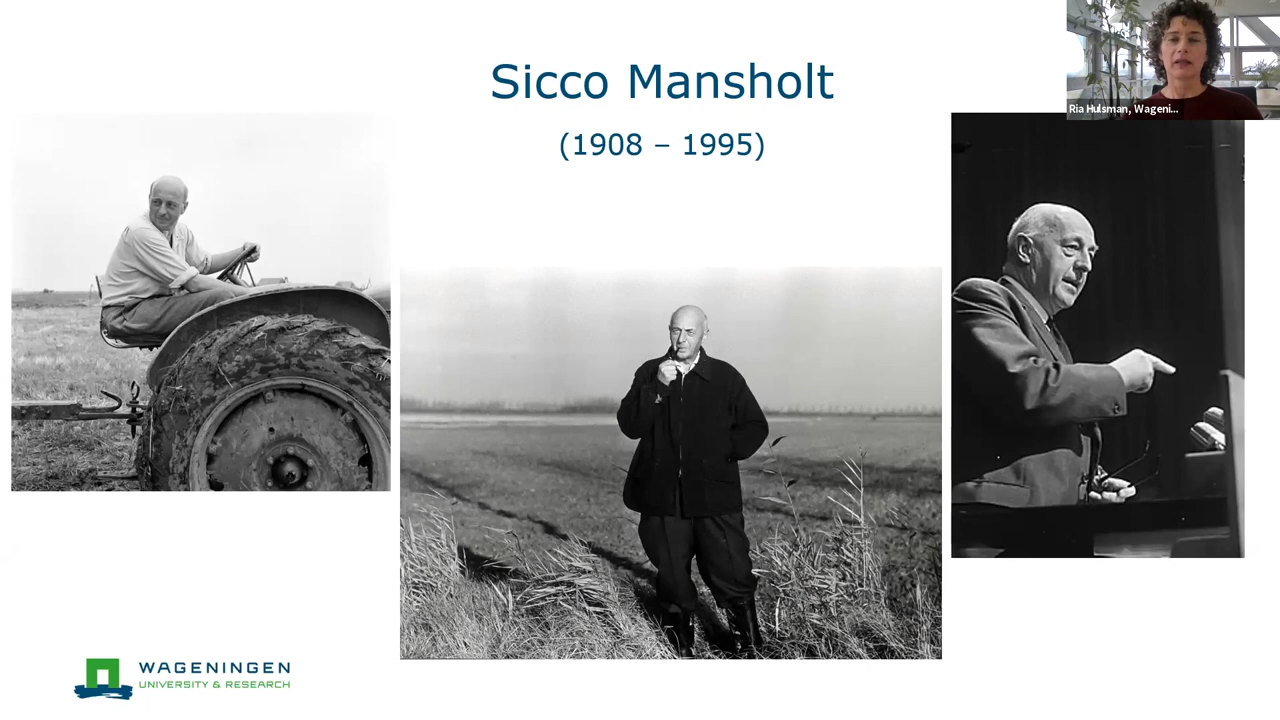 Sicco Mansholt
(1908 – 1995)
Ria Hulsman, Wageni...
WAGENINGEN
UNIVERSITY & RESEARCH